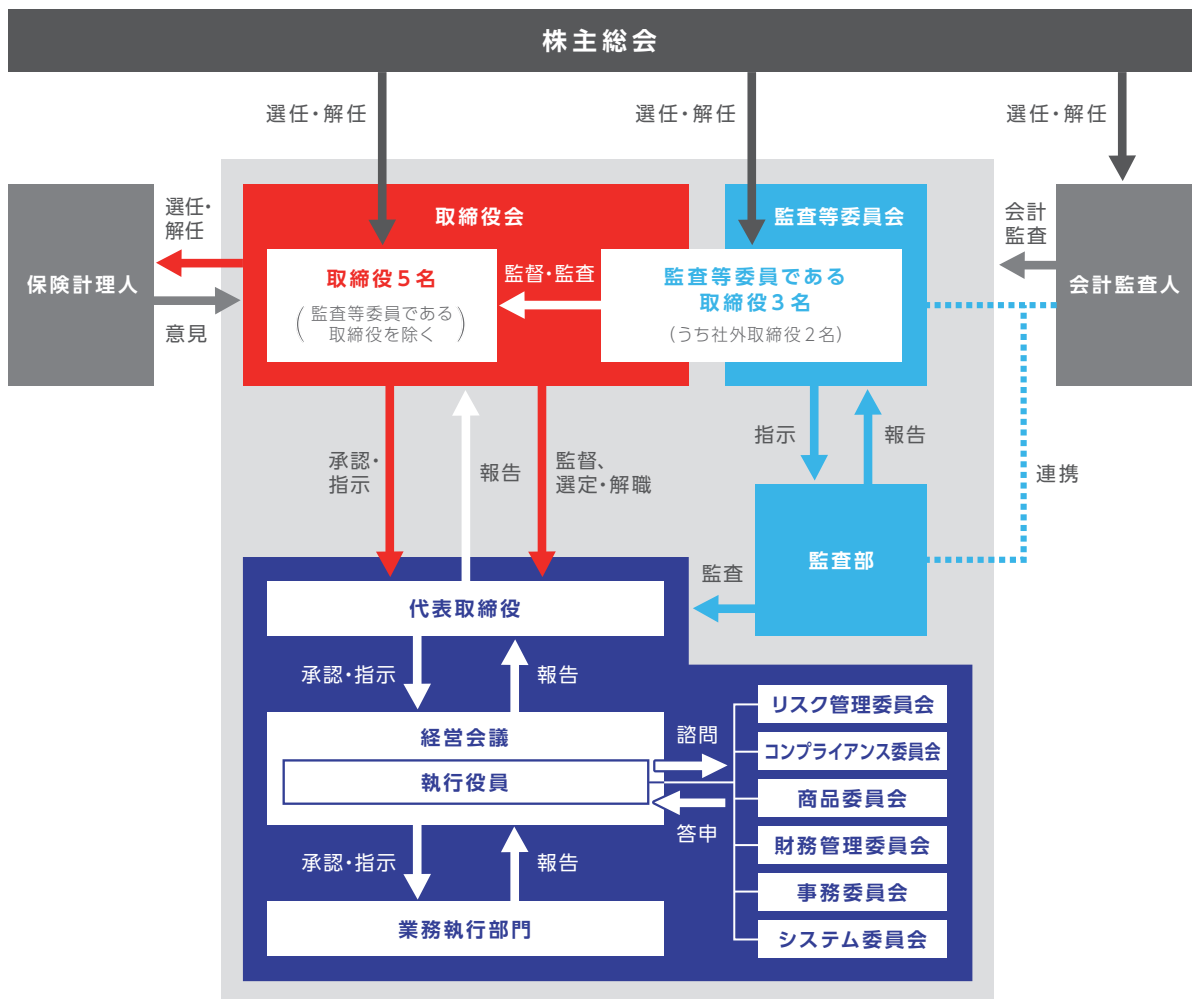 株主総会
選任・解任
選任・解任
選任・解任
保険計理人
選任・
解任
意見
取締役会
取締役5名
(監査等委員である
取締役を除く)
監督・監査
監査等委員会
監査等委員である
取締役3名
(うち社外取締役2名)
会計
監査
会計監査人
承認・
指示
報告
監督、
選定・解職
指示
報告
連携
監査部
監査
代表取締役
承認・指示
報告
経営会議
執行役員
諮問
答申
承認・指示
報告
業務執行部門
リスク管理委員会
コンプライアンス委員会
商品委員会
財務管理委員会
事務委員会
システム委員会